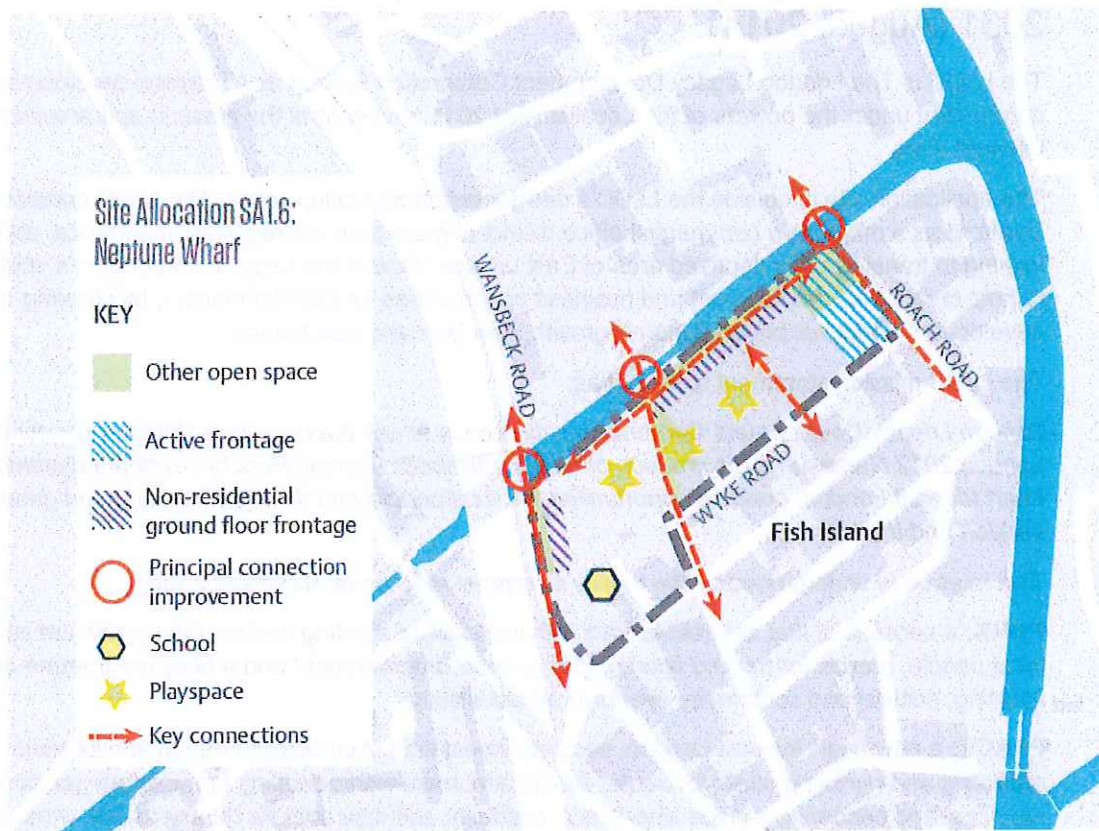 Site Allocation SA1.6:
Neptune Wharf
KEY
Other open space
Active frontage
Non-residential
ground floor frontage
Principal connection
improvement
School
Playspace
Key connections
WANSBECK ROAD
ROACH ROAD
WYKE ROAD
Fish Island